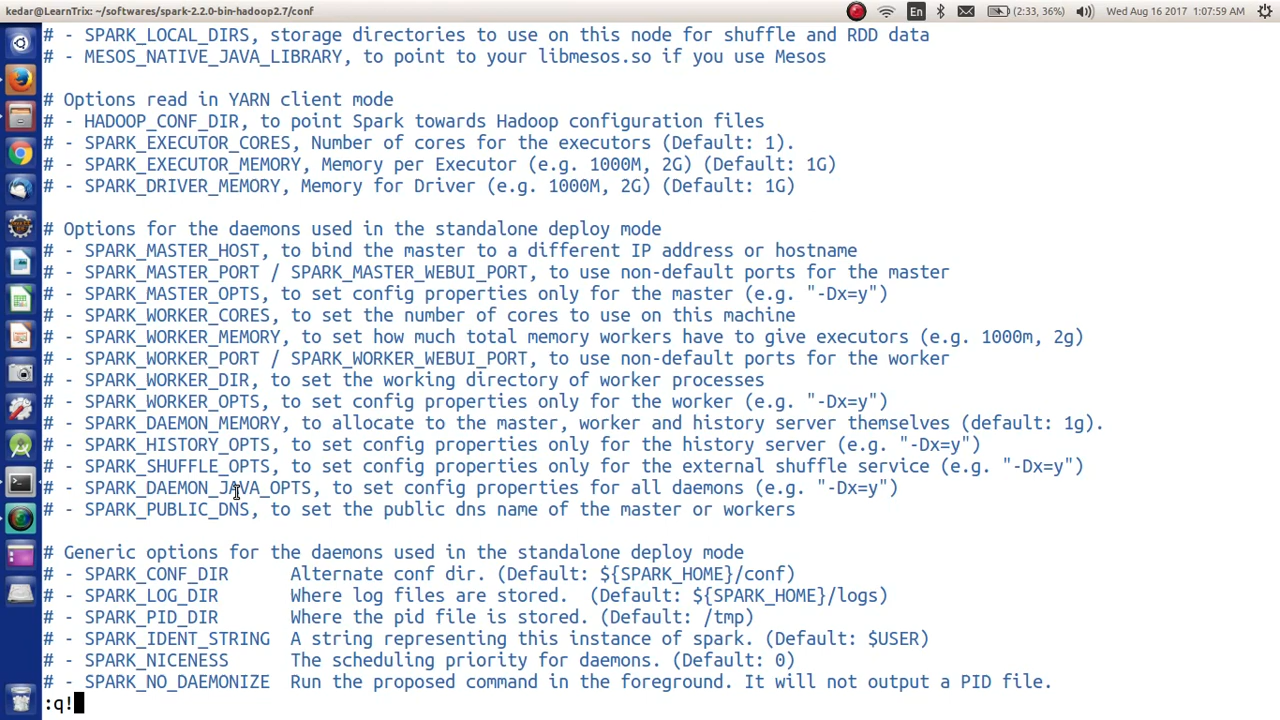 kedar@LearnTrix: ~/softwares/spark-2.2.0-bin-hadoop2.7/conf En (2:33, 36%) Wed Aug 16 2017 1:07:59 AM
# - SPARK_LOCAL_DIRS, storage directories to use on this node for shuffle and RDD data
# - MESOS_NATIVE_JAVA_LIBRARY, to point to your libmesos.so if you use Mesos
# Options read in YARN client mode
# - HADOOP_CONF_DIR, to point Spark towards Hadoop configuration files
# - SPARK_EXECUTOR_CORES, Number of cores for the executors (Default: 1).
# - SPARK_EXECUTOR_MEMORY, Memory per Executor (e.g. 1000M, 2G) (Default: 1G)
# - SPARK_DRIVER_MEMORY, Memory for Driver (e.g. 1000M, 2G) (Default: 1G)
# Options for the daemons used in the standalone deploy mode
# - SPARK_MASTER_HOST, to bind the master to a different IP address or hostname
# - SPARK_MASTER_PORT / SPARK_MASTER_WEBUI_PORT, to use non-default ports for the master
# - SPARK_MASTER_OPTS, to set config properties only for the master (e.g. "-Dx=y")
# - SPARK_WORKER_CORES, to set the number of cores to use on this machine
# - SPARK_WORKER_MEMORY, to set how much total memory workers have to give executors (e.g. 1000m, 2g)
# - SPARK_WORKER_PORT / SPARK_WORKER_WEBUI_PORT, to use non-default ports for the worker
# - SPARK_WORKER_DIR, to set the working directory of worker processes
# - SPARK_WORKER_OPTS, to set config properties only for the worker (e.g. "-Dx=y")
# - SPARK_DAEMON_MEMORY, to allocate to the master, worker and history server themselves (default: 1g).
# - SPARK_HISTORY_OPTS, to set config properties only for the history server (e.g. "-Dx=y")
# - SPARK_SHUFFLE_OPTS, to set config properties only for the external shuffle service (e.g. "-Dx=y")
# - SPARK_DAEMON_JAVA_OPTS, to set config properties for all daemons (e.g. "-Dx=y")
# - SPARK_PUBLIC_DNS, to set the public dns name of the master or workers
# Generic options for the daemons used in the standalone deploy mode
# - SPARK_CONF_DIR Alternate conf dir. (Default: ${SPARK_HOME}/conf)
# - SPARK_LOG_DIR Where log files are stored. (Default: ${SPARK_HOME}/logs)
# - SPARK_PID_DIR Where the pid file is stored. (Default: /tmp)
# - SPARK_IDENT_STRING A string representing this instance of spark. (Default: $USER)
# - SPARK_NICENESS The scheduling priority for daemons. (Default: 0)
# - SPARK_NO_DAEMONIZE Run the proposed command in the foreground. It will not output a PID file.
:q!